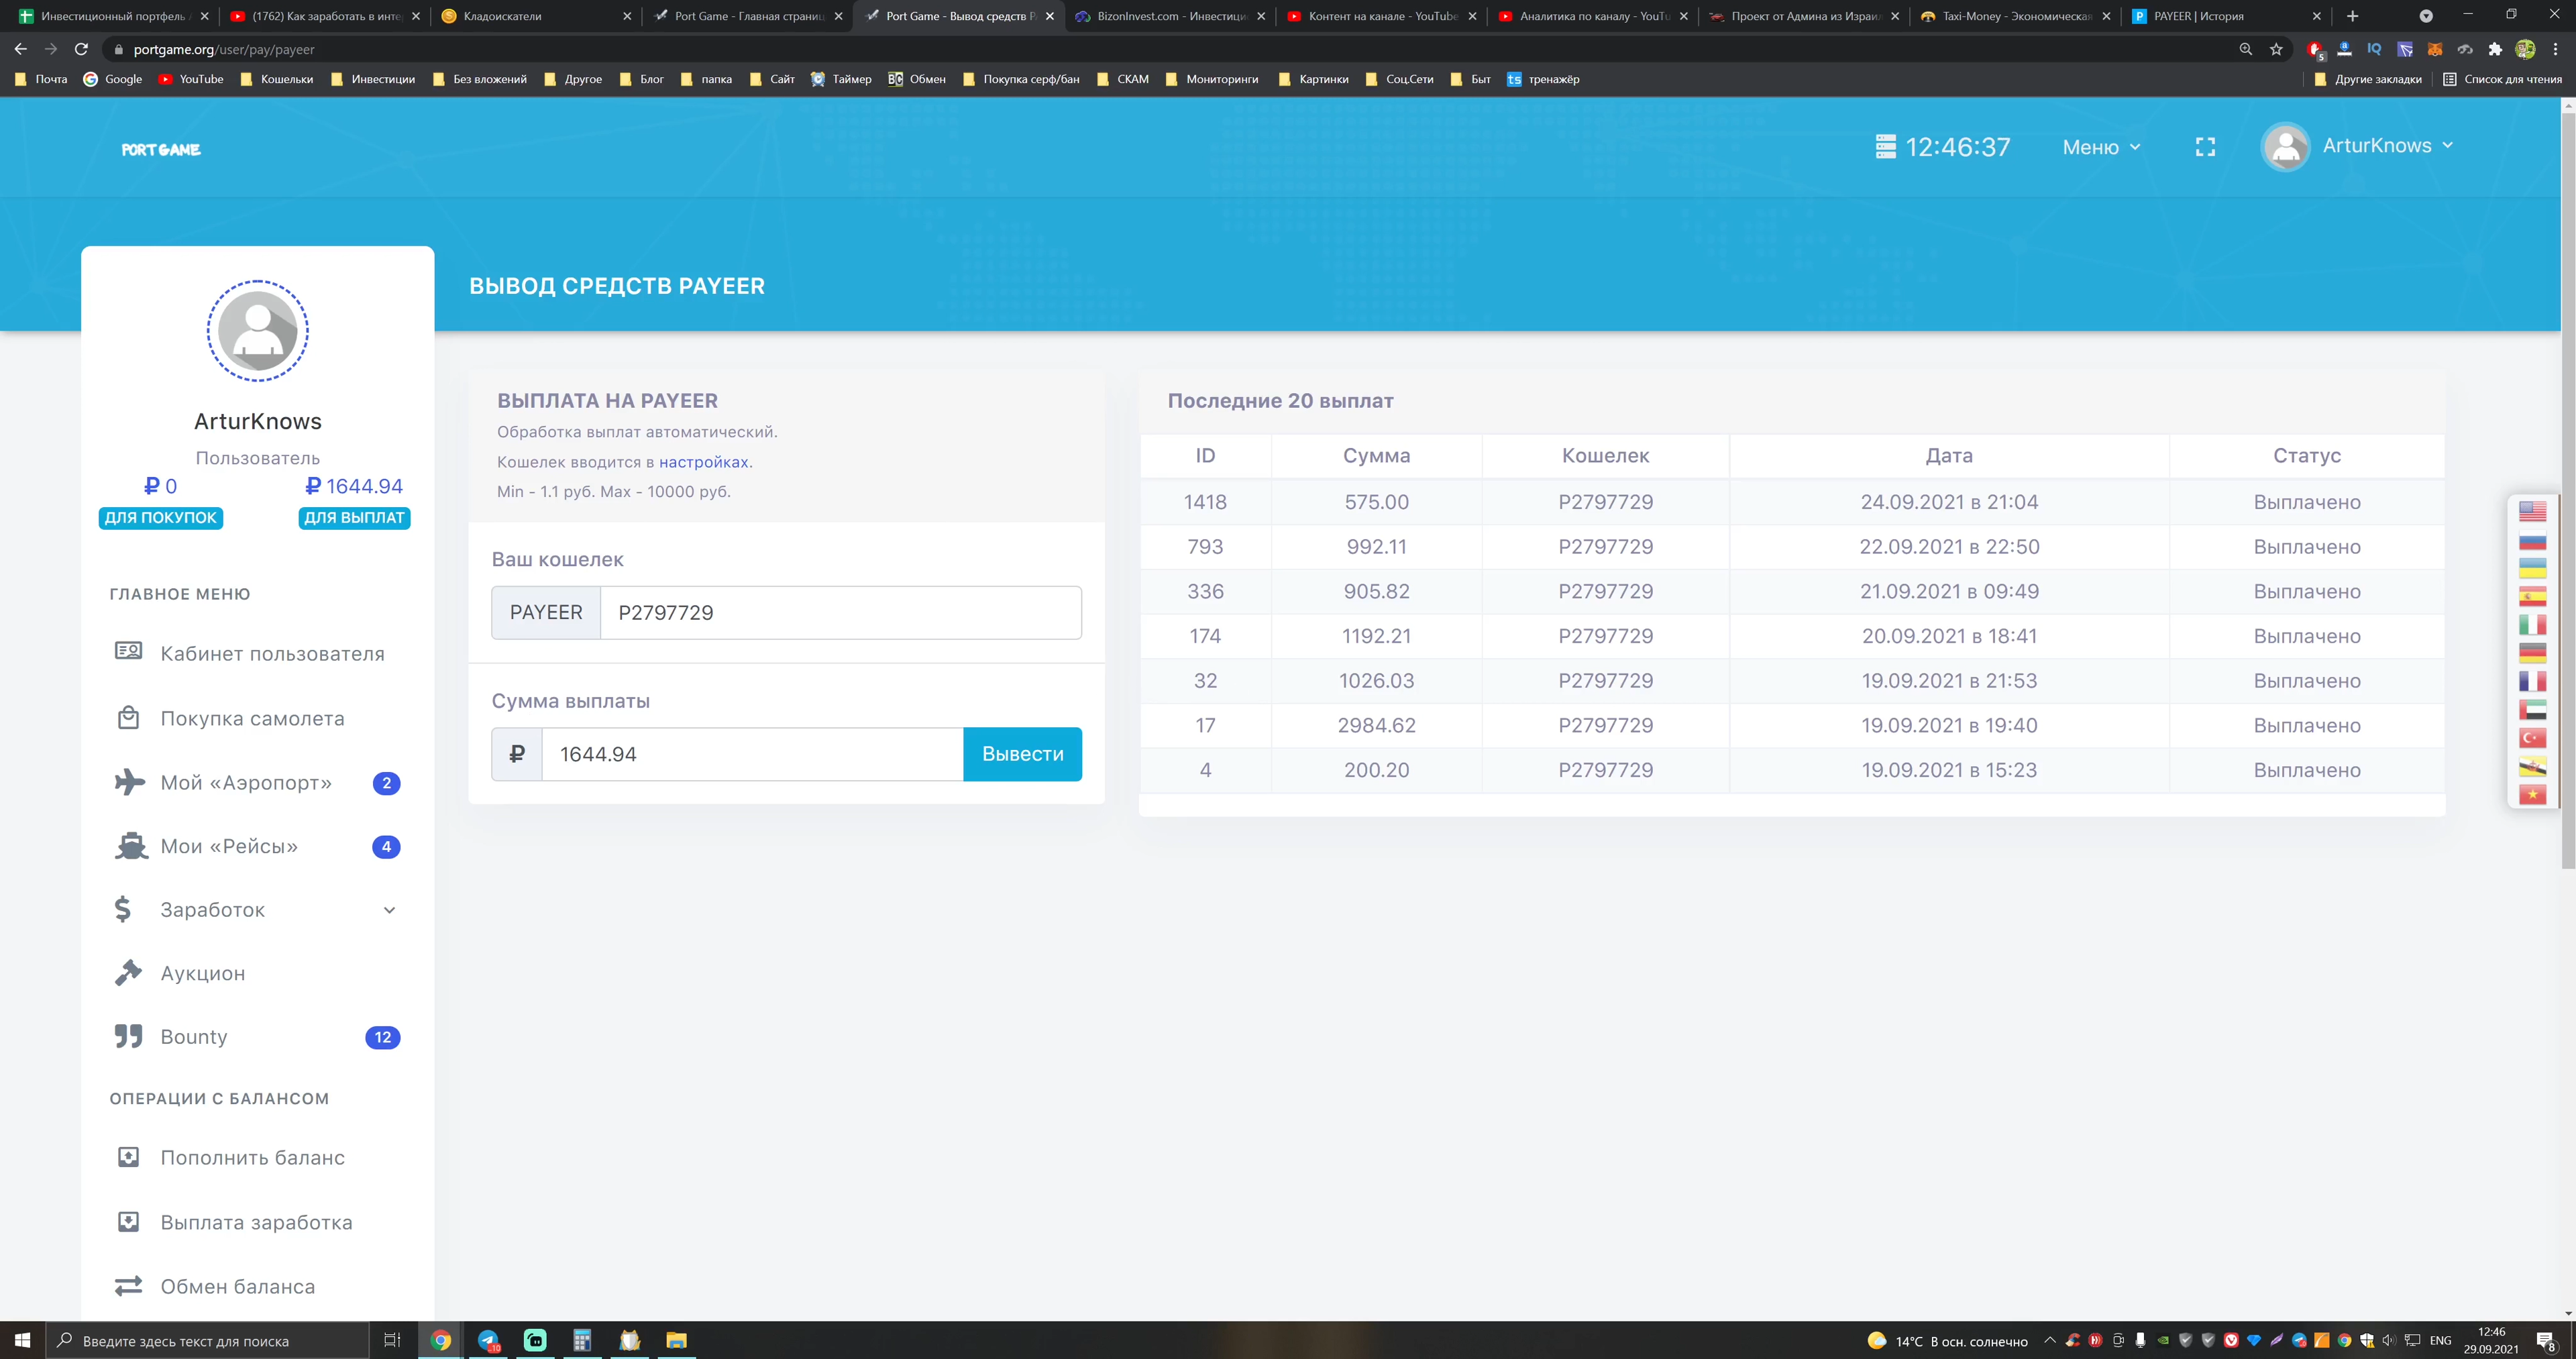 Инвестиционный портфель
(1762) Как заработать в инте
Кладоискатели
Port Game - Главная страниц
Port Game - Вывод средств P
BizonInvest.com - Инвестици
Контент на канале - YouTube
Аналитика по каналу - YouTu
Проект от Админа из Израил
Taxi-Money - Экономическая
PAYEER | История
portgame.org/user/pay/payeer
Почта
Google
YouTube
Кошельки
Инвестиции
Без вложений
Другое
Блог
папка
Сайт
Таймер
Обмен
Покупка серф/бан
СКАМ
Мониторинги
Картинки
Соц.Сети
Быт
тренажёр
Другие закладки
Список для чтения
PORT GAME
12:46:37
Меню
ArturKnows
ВЫВОД СРЕДСТВ PAYEER
ArturKnows
Пользователь
₽ 0
₽ 1644.94
ДЛЯ ПОКУПОК
ДЛЯ ВЫПЛАТ
ГЛАВНОЕ МЕНЮ
Кабинет пользователя
Покупка самолета
Мой «Аэропорт» 2
Мои «Рейсы» 4
Заработок
Аукцион
Bounty 12
ОПЕРАЦИИ С БАЛАНСОМ
Пополнить баланс
Выплата заработка
Обмен баланса
ВЫПЛАТА НА PAYEER
Обработка выплат автоматический.
Кошелек вводится в настройках.
Min - 1.1 руб. Max - 10000 руб.
Ваш кошелек
PAYEER P2797729
Сумма выплаты
₽ 1644.94 Вывести
Последние 20 выплат
ID Сумма Кошелек Дата Статус
1418 575.00 P2797729 24.09.2021 в 21:04 Выплачено
793 992.11 P2797729 22.09.2021 в 22:50 Выплачено
336 905.82 P2797729 21.09.2021 в 09:49 Выплачено
174 1192.21 P2797729 20.09.2021 в 18:41 Выплачено
32 1026.03 P2797729 19.09.2021 в 21:53 Выплачено
17 2984.62 P2797729 19.09.2021 в 19:40 Выплачено
4 200.20 P2797729 19.09.2021 в 15:23 Выплачено
Введите здесь текст для поиска
14°C В осн. солнечно
ENG
12:46
29.09.2021
8